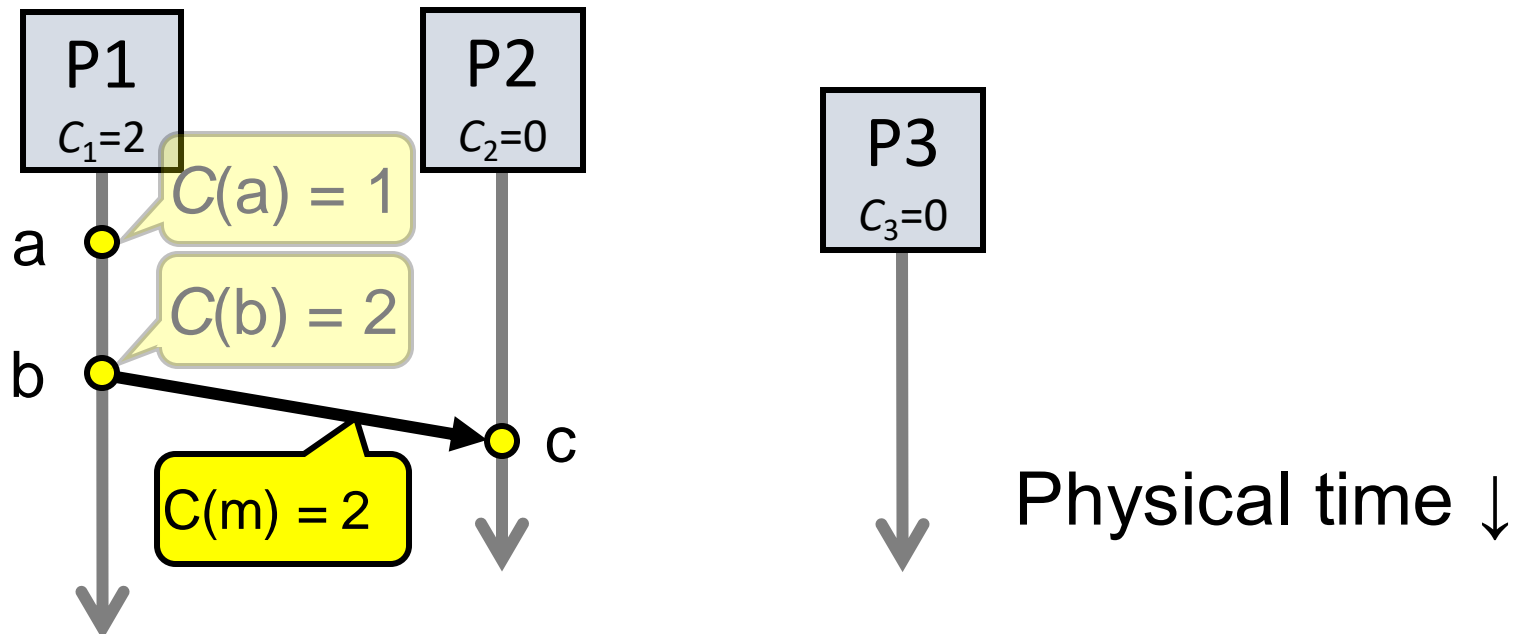 P1
C₁=2
P2
C₂=0
P3
C₃=0
C(a) = 1
a
C(b) = 2
b
c
C(m) = 2
Physical time ↓